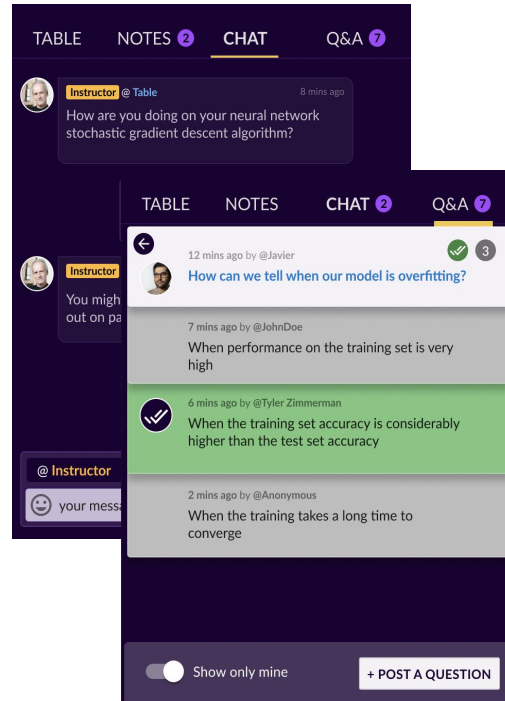 TABLE NOTES 2 CHAT Q&A 7
Instructor @ Table 8 mins ago
How are you doing on your neural network
stochastic gradient descent algorithm?
Instructor
You
out on
@ Instructor
your
TABLE NOTES CHAT 2 Q&A 7
12 mins ago by @Javier 3
How can we tell when our model is overfitting?
7 mins ago by @JohnDoe
When performance on the training set is very
high
6 mins ago by @Tyler Zimmerman
When the training set accuracy is considerably
higher than the test set accuracy
2 mins ago by @Anonymous
When the training takes a long time to
converge
Show only mine + POST A QUESTION